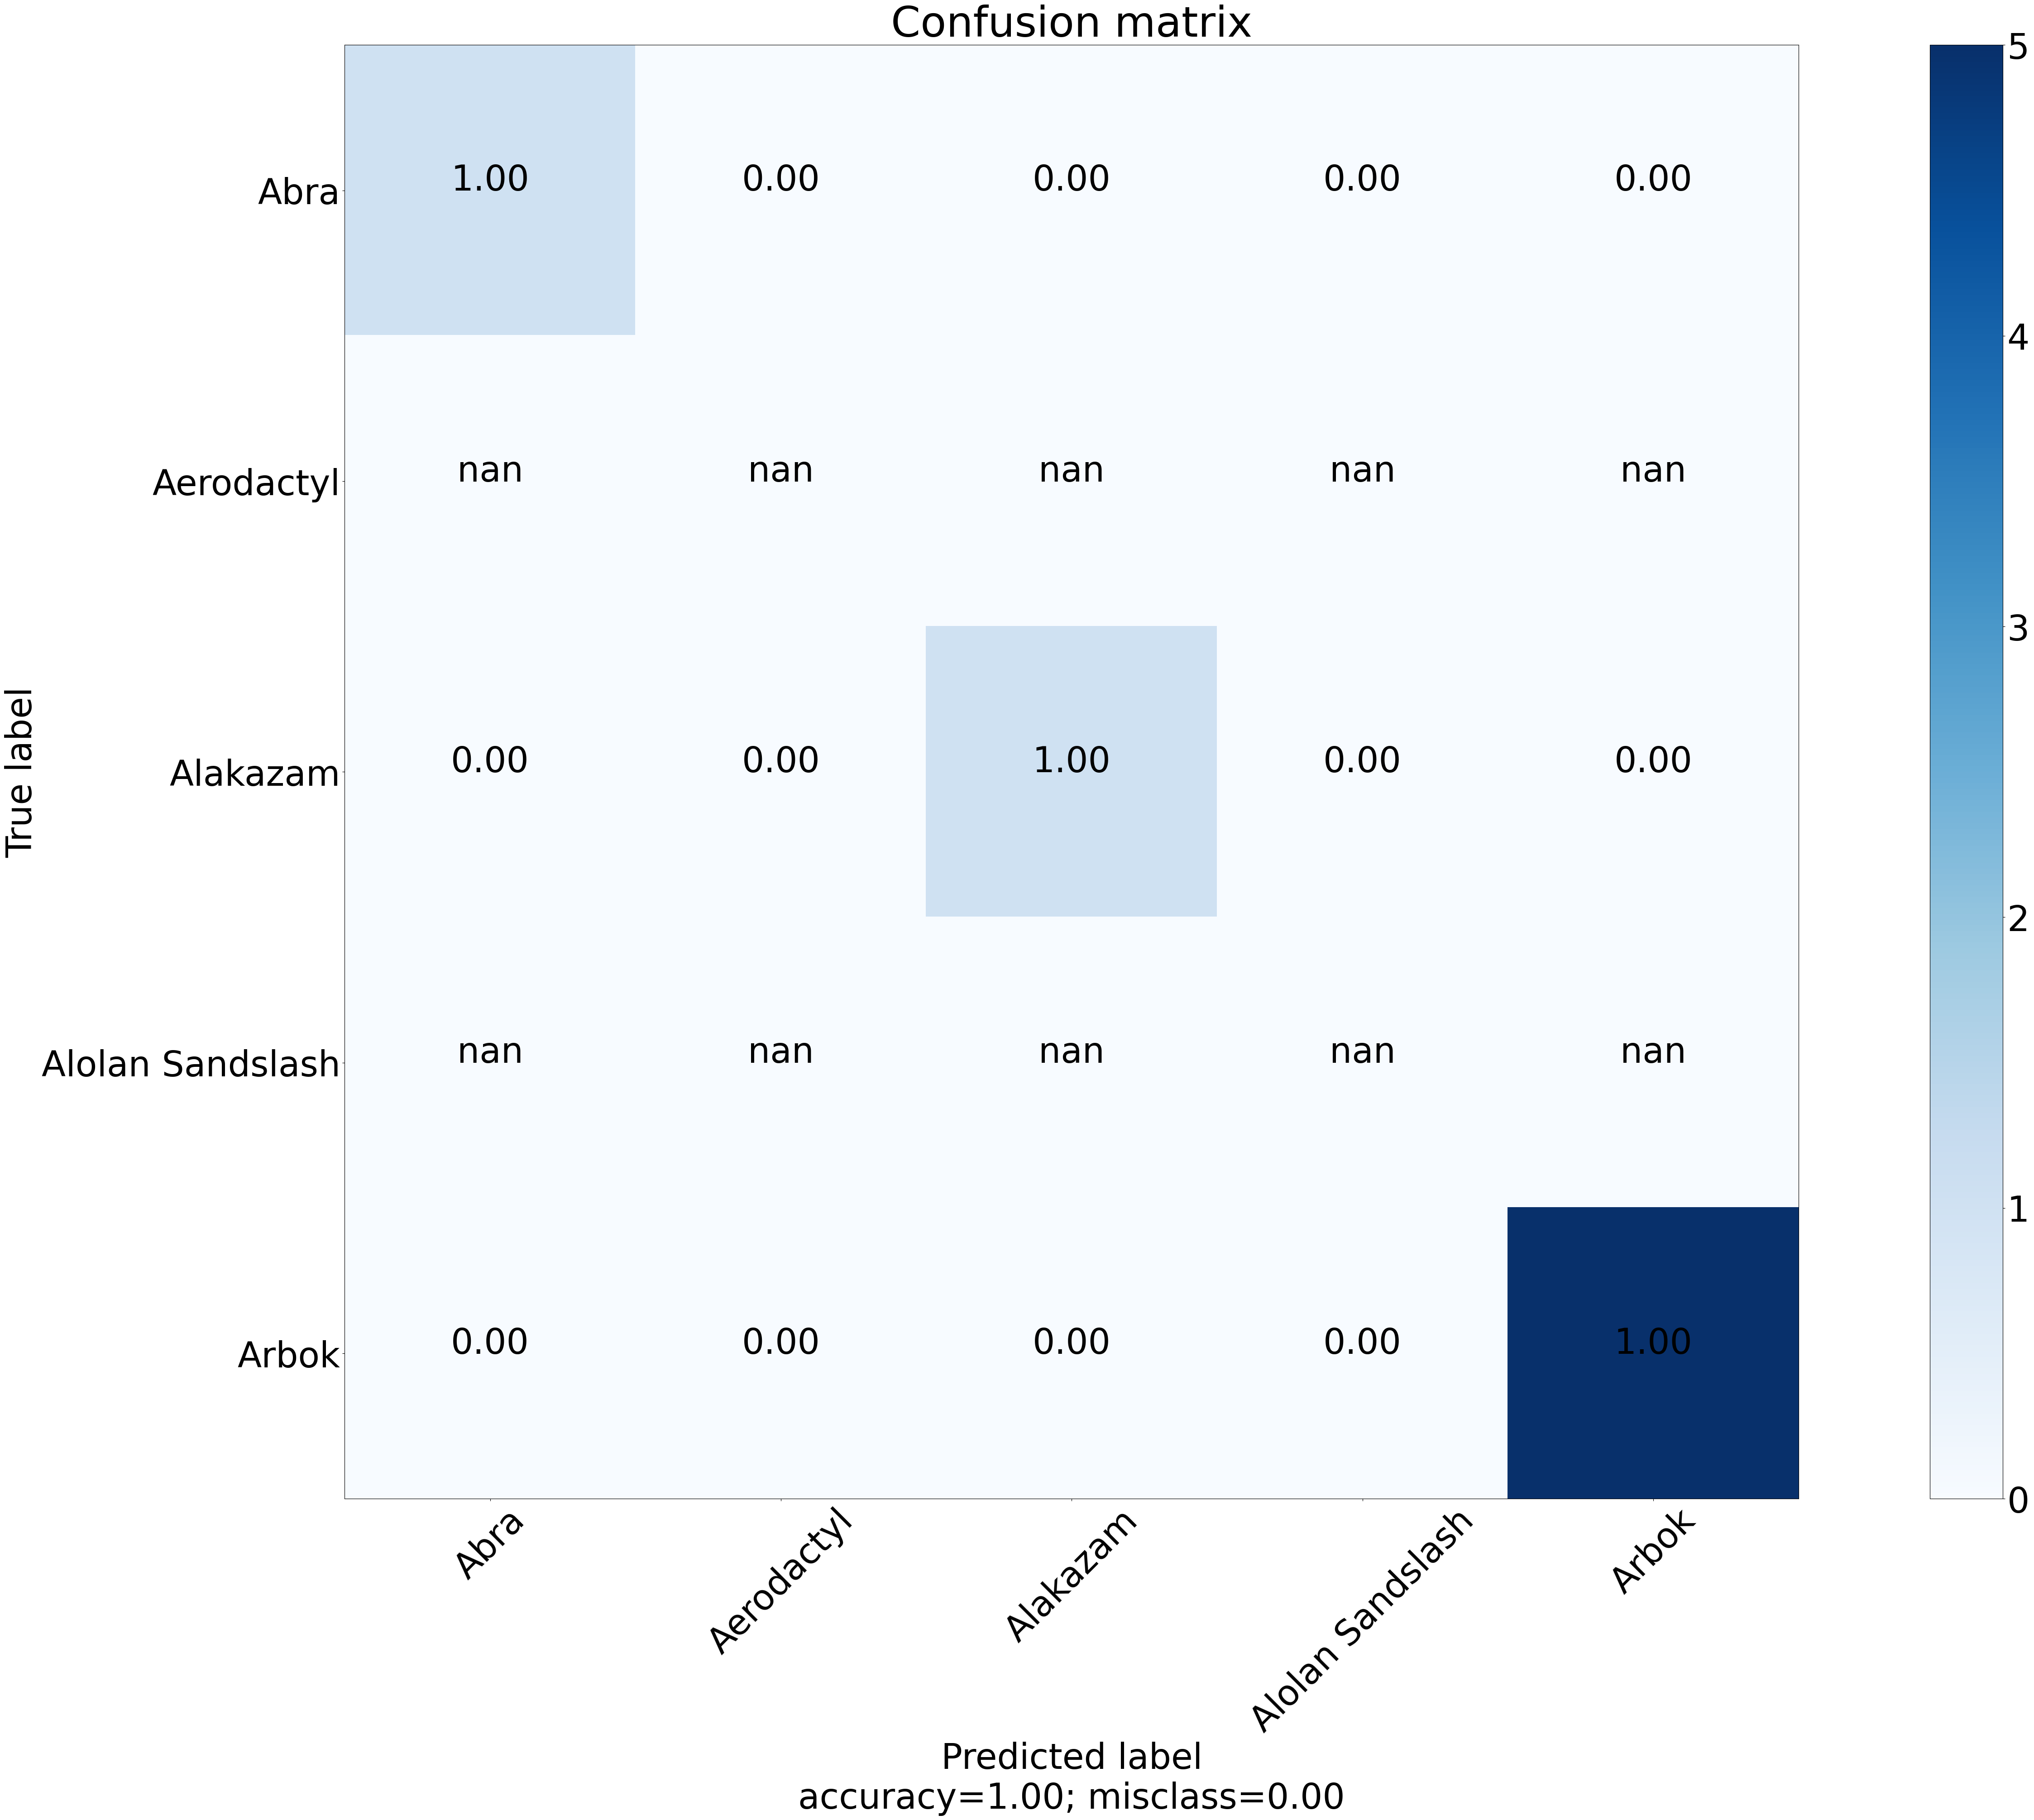 Confusion matrix
Abra 1.00 0.00 0.00 0.00 0.00
Aerodactyl nan nan nan nan nan
Alakazam 0.00 0.00 1.00 0.00 0.00
Alolan Sandslash nan nan nan nan nan
Arbok 0.00 0.00 0.00 0.00 1.00
True label
Abra Aerodactyl Alakazam Alolan Sandslash Arbok
Predicted label
accuracy=1.00; misclass=0.00
5
4
3
2
1
0